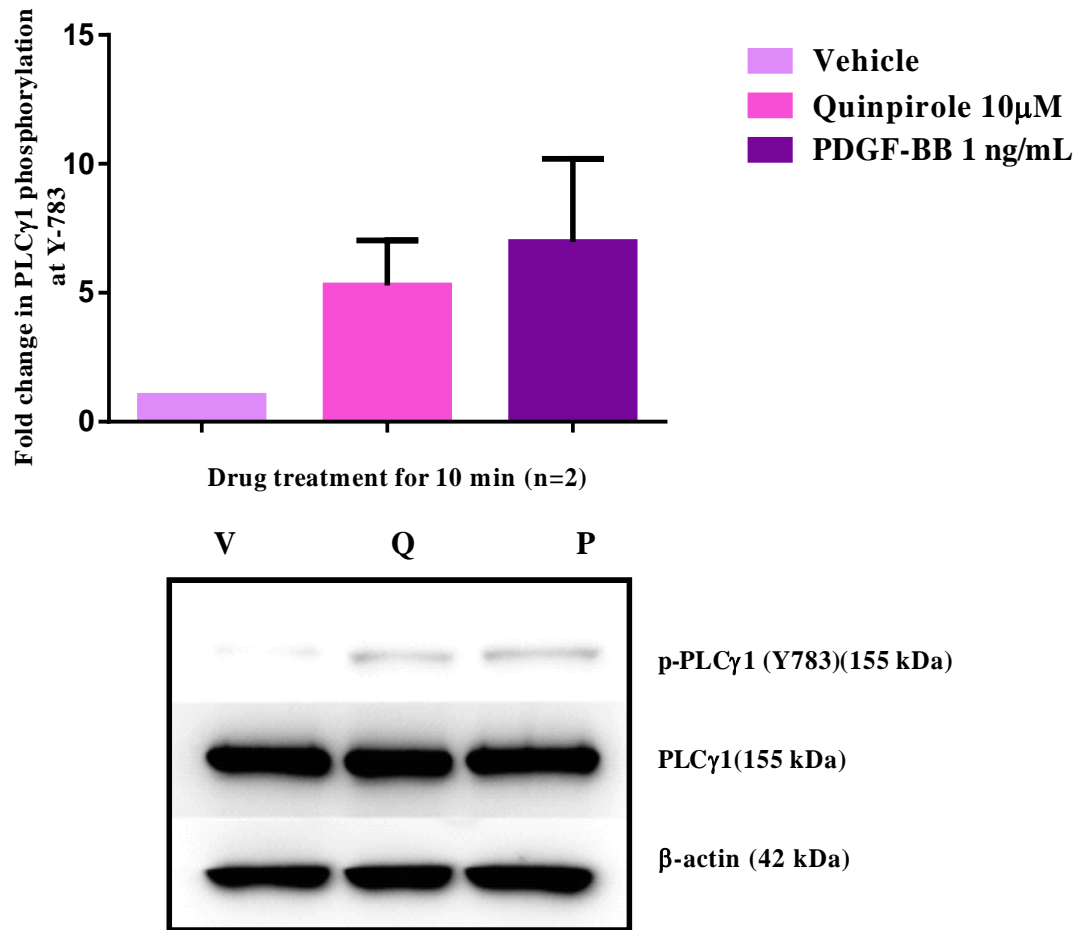 Fold change in PLCγ1 phosphorylation
at Y-783
15
10
5
0
Vehicle
Quinpirole 10μM
PDGF-BB 1 ng/mL
Drug treatment for 10 min (n=2)
V Q P
p-PLCγ1 (Y783)(155 kDa)
PLCγ1(155 kDa)
β-actin (42 kDa)